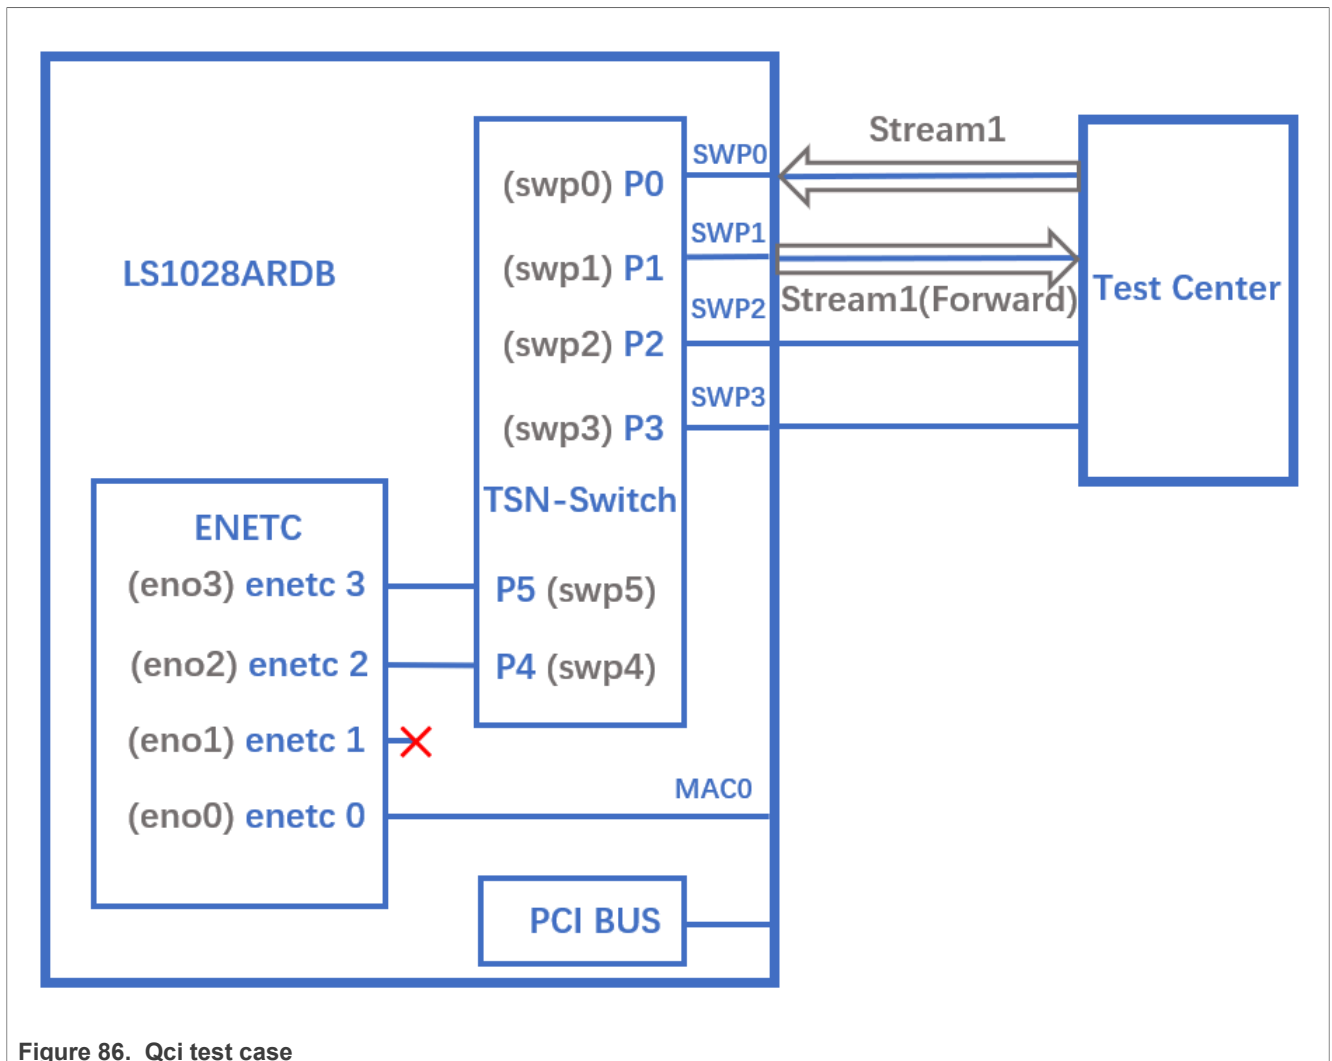 Stream1
SWP0
(swp0) P0
SWP1
(swp1) P1
LS1028ARDB
Test Center
Stream1(Forward)
SWP2
(swp2) P2
SWP3
(swp3) P3
TSN-Switch
ENETC
(eno3) enetc 3
P5 (swp5)
(eno2) enetc 2
P4 (swp4)
(eno1) enetc 1
MAC0
(eno0) enetc 0
PCI BUS
Figure 86. Qci test case